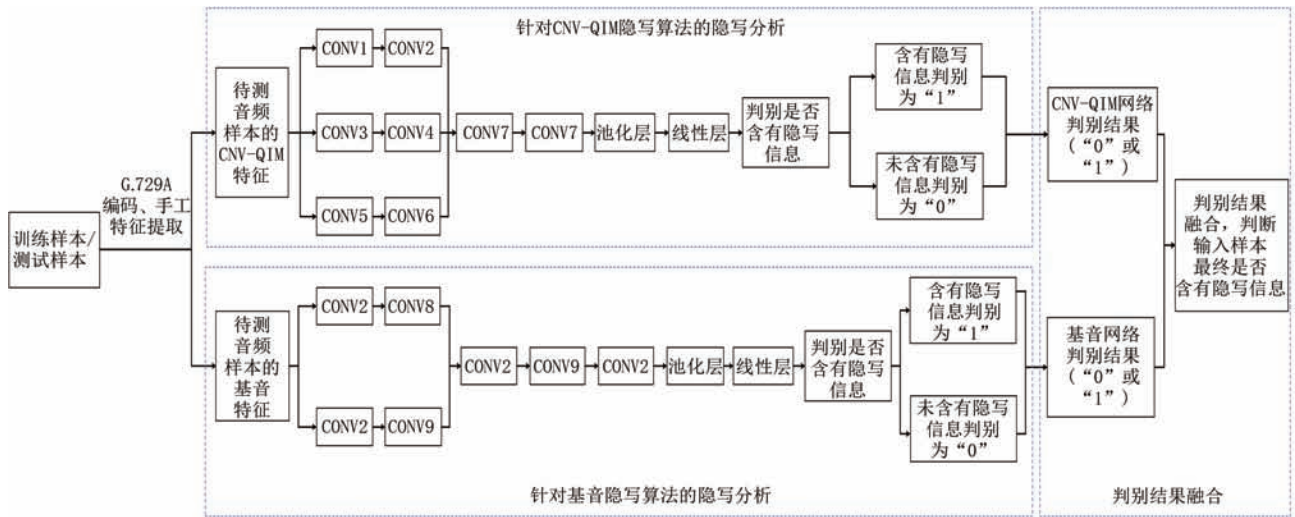 针对CNV-QIM隐写算法的隐写分析
训练样本/
测试样本
G.729A
编码、手工
特征提取
待测
音频
样本的
CNV-QIM
特征
CONV1
CONV2
CONV3
CONV4
CONV5
CONV6
CONV7
CONV7
池化层
线性层
判别是否
含有隐写
信息
含有隐写
信息判别
为“1”
未含有隐写
信息判别
为“0”
待测
音频
样本的
基音
特征
CONV2
CONV8
CONV2
CONV9
CONV2
CONV9
CONV2
池化层
线性层
判别是否
含有隐写
信息
含有隐写
信息判别
为“1”
未含有隐写
信息判别
为“0”
针对基音隐写算法的隐写分析
CNV-QIM网络
判别结果
(“0”或
“1”)
基音网络
判别结果
(“0”或
“1”)
判别结果
融合，判断
输入样本
最终是否
含有隐写信息
判别结果融合